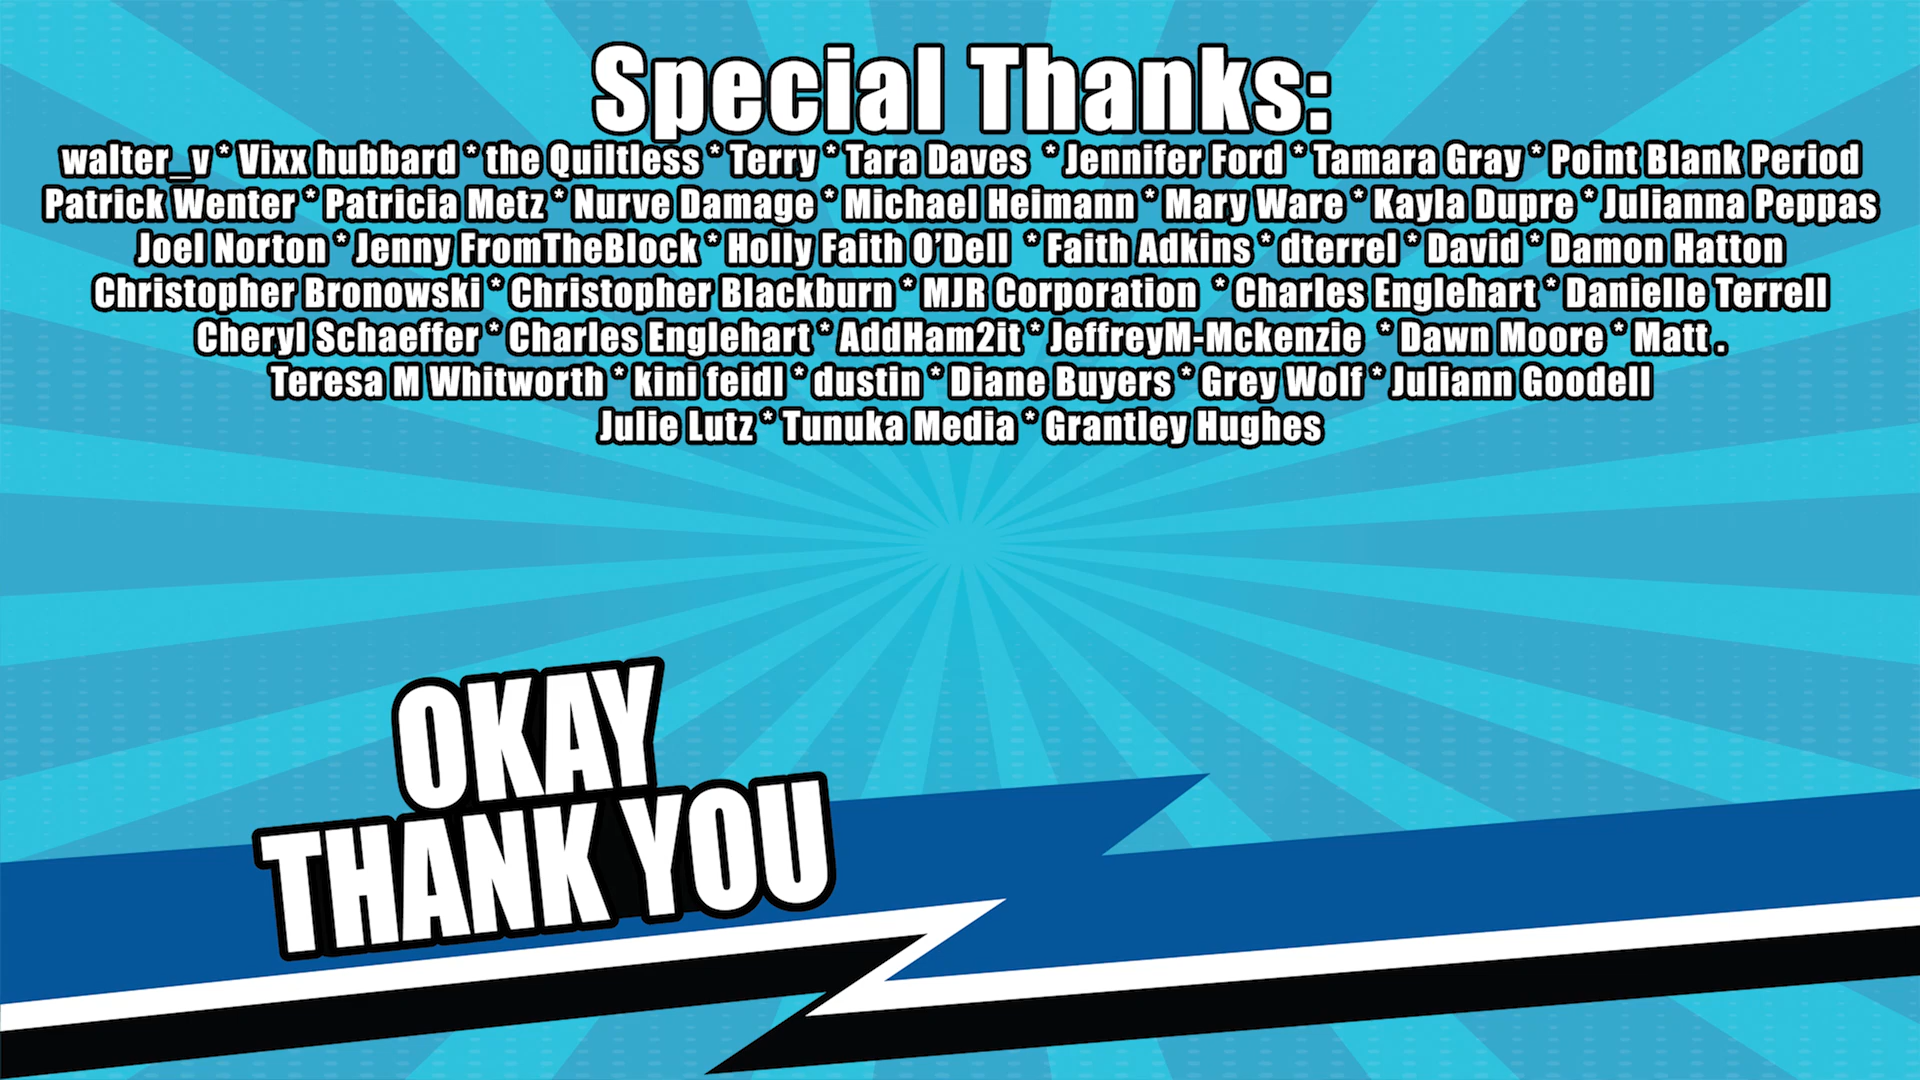 Special Thanks:
walter_v * Vixx hubbard * the Quiltless * Terry * Tara Daves * Jennifer Ford * Tamara Gray * Point Blank Period
Patrick Wenter * Patricia Metz * Nurve Damage * Michael Heimann * Mary Ware * Kayla Dupre * Julianna Peppas
Joel Norton * Jenny FromTheBlock * Holly Faith O’Dell * Faith Adkins * dterrel * David * Damon Hatton
Christopher Bronowski * Christopher Blackburn * MJR Corporation * Charles Englehart * Danielle Terrell
Cheryl Schaeffer * Charles Englehart * AddHam2it * JeffreyM-Mckenzie * Dawn Moore * Matt .
Teresa M Whitworth * kini feidl * dustin * Diane Buyers * Grey Wolf * Juliann Goodell
Julie Lutz * Tunuka Media * Grantley Hughes
OKAY
THANK YOU